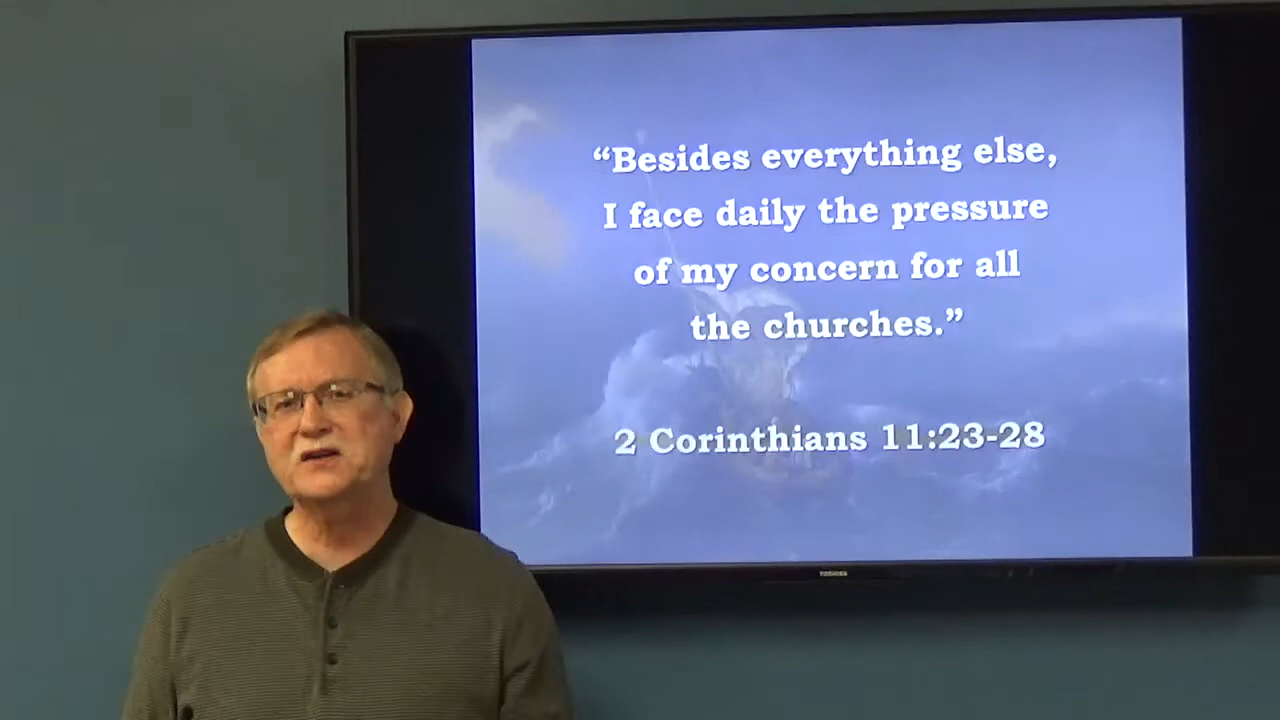 “Besides everything else,
I face daily the pressure
of my concern for all
the churches.”
2 Corinthians 11:23-28
TOSHIBA